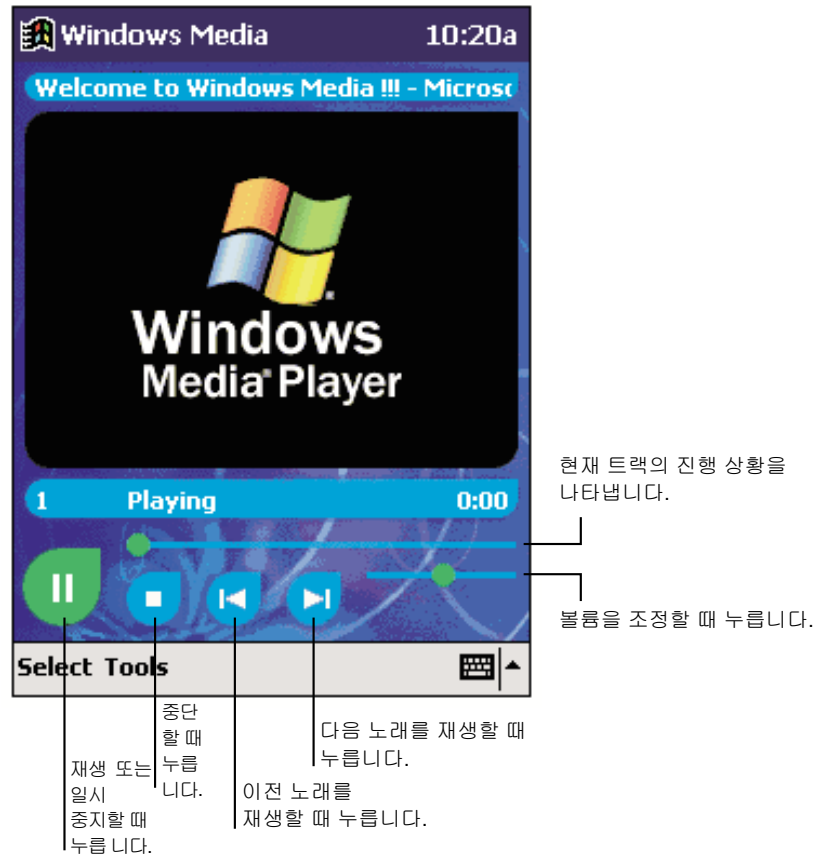 Windows Media 10:20a
Welcome to Windows Media !!! - Micros
Windows
Media Player
현재 트랙의 진행 상황을
나타냅니다.
1 Playing 0:00
볼륨을 조정할 때 누릅니다.
Select Tools
중단
할 때
누릅
니다.
다음 노래를 재생할 때
누릅니다.
재생 또는
일시
중지할 때
누릅니다.
이전 노래를
재생할 때 누릅니다.